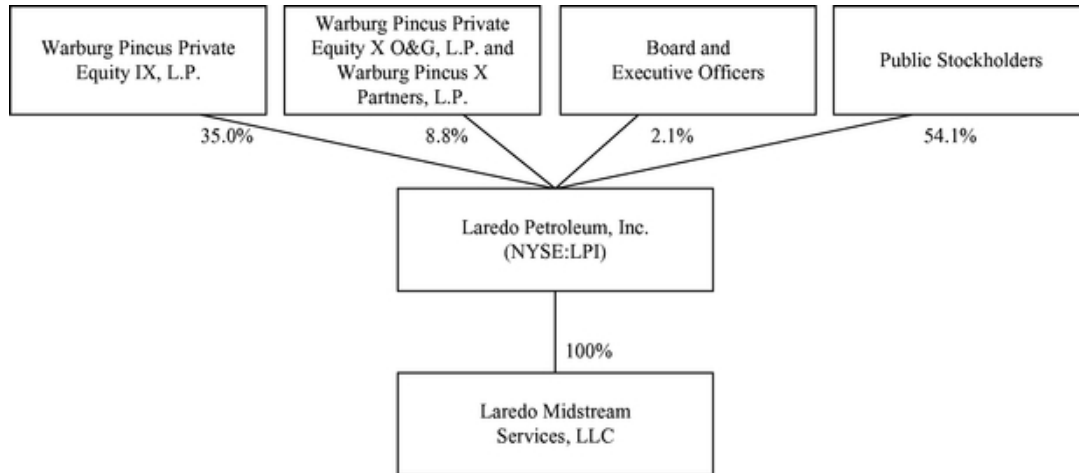 Warburg Pincus Private
Equity IX, L.P.
Warburg Pincus Private
Equity X O&G, L.P. and
Warburg Pincus X
Partners, L.P.
Board and
Executive Officers
Public Stockholders
35.0%
8.8%
2.1%
54.1%
Laredo Petroleum, Inc.
(NYSE:LPI)
100%
Laredo Midstream
Services, LLC